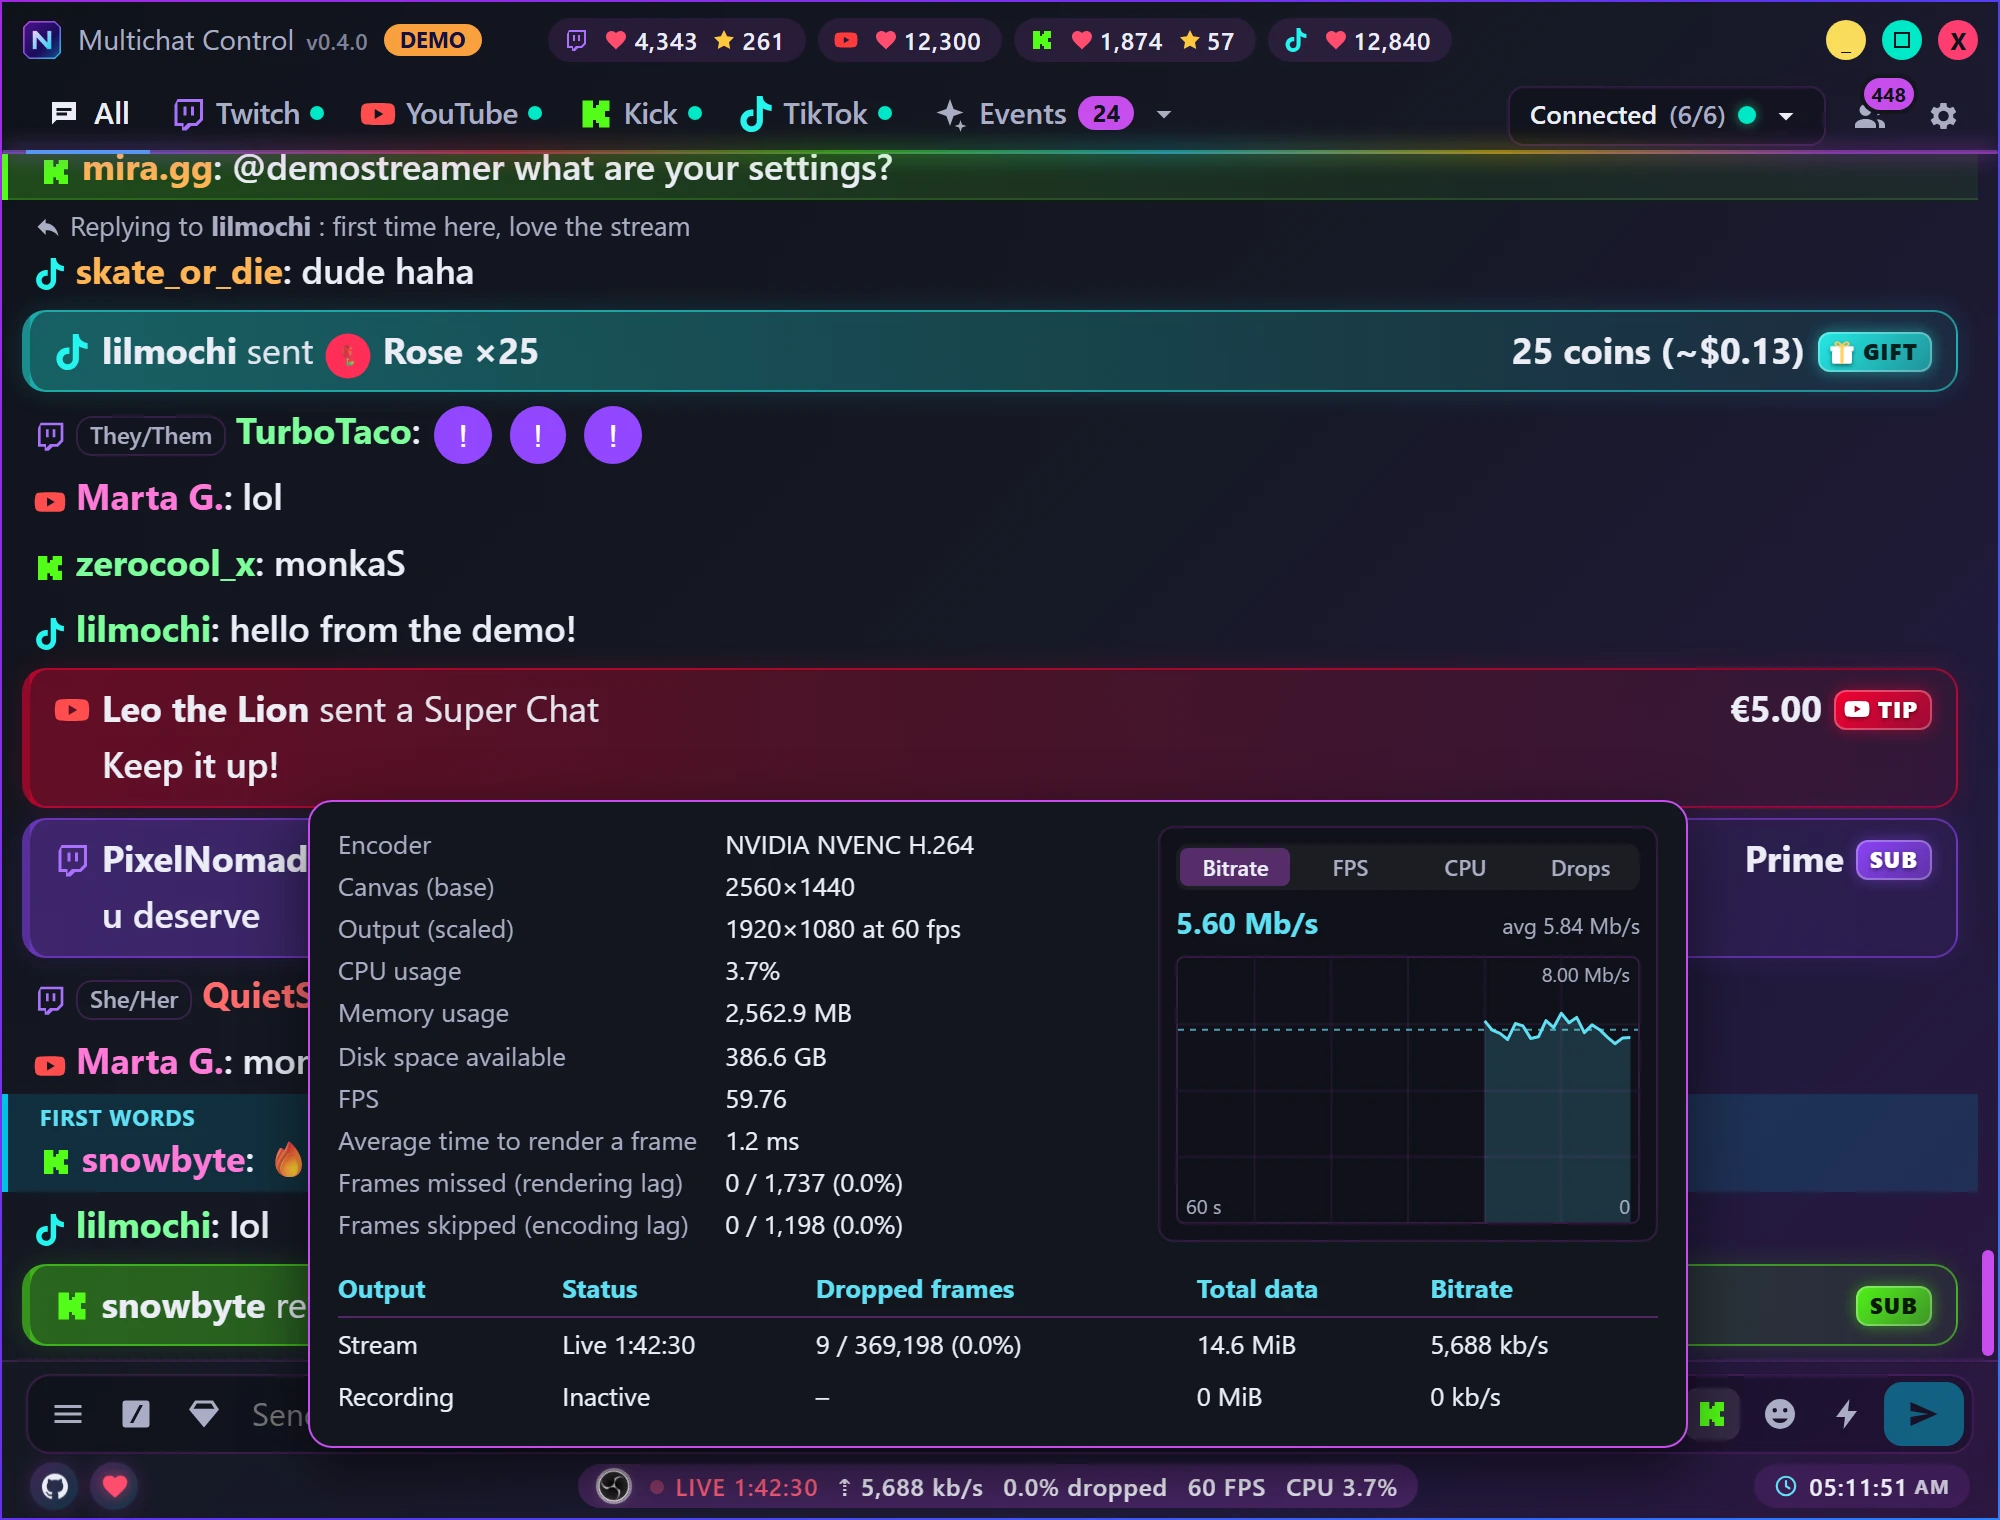 N Multichat Control v0.4.0 DEMO 4,343 261 12,300 1,874 57 12,840 _ X
All Twitch YouTube Kick TikTok Events 24 Connected (6/6) 448
mira.gg: @demostreamer what are your settings?
Replying to lilmochi : first time here, love the stream
skate_or_die: dude haha
lilmochi sent Rose ×25 25 coins (~$0.13) GIFT
They/Them TurboTaco: ! ! !
Marta G.: lol
zerocool_x: monkaS
lilmochi: hello from the demo!
Leo the Lion sent a Super Chat €5.00 TIP
Keep it up!
PixelNomad Prime SUB
u deserve
She/Her QuietS
Marta G.: mon
FIRST WORDS
snowbyte:
lilmochi: lol
snowbyte re SUB
Encoder NVIDIA NVENC H.264
Canvas (base) 2560×1440
Output (scaled) 1920×1080 at 60 fps
CPU usage 3.7%
Memory usage 2,562.9 MB
Disk space available 386.6 GB
FPS 59.76
Average time to render a frame 1.2 ms
Frames missed (rendering lag) 0 / 1,737 (0.0%)
Frames skipped (encoding lag) 0 / 1,198 (0.0%)
Bitrate FPS CPU Drops
5.60 Mb/s avg 5.84 Mb/s
8.00 Mb/s
60 s 0
Output Status Dropped frames Total data Bitrate
Stream Live 1:42:30 9 / 369,198 (0.0%) 14.6 MiB 5,688 kb/s
Recording Inactive – 0 MiB 0 kb/s
Send
LIVE 1:42:30 5,688 kb/s 0.0% dropped 60 FPS CPU 3.7% 05:11:51 AM